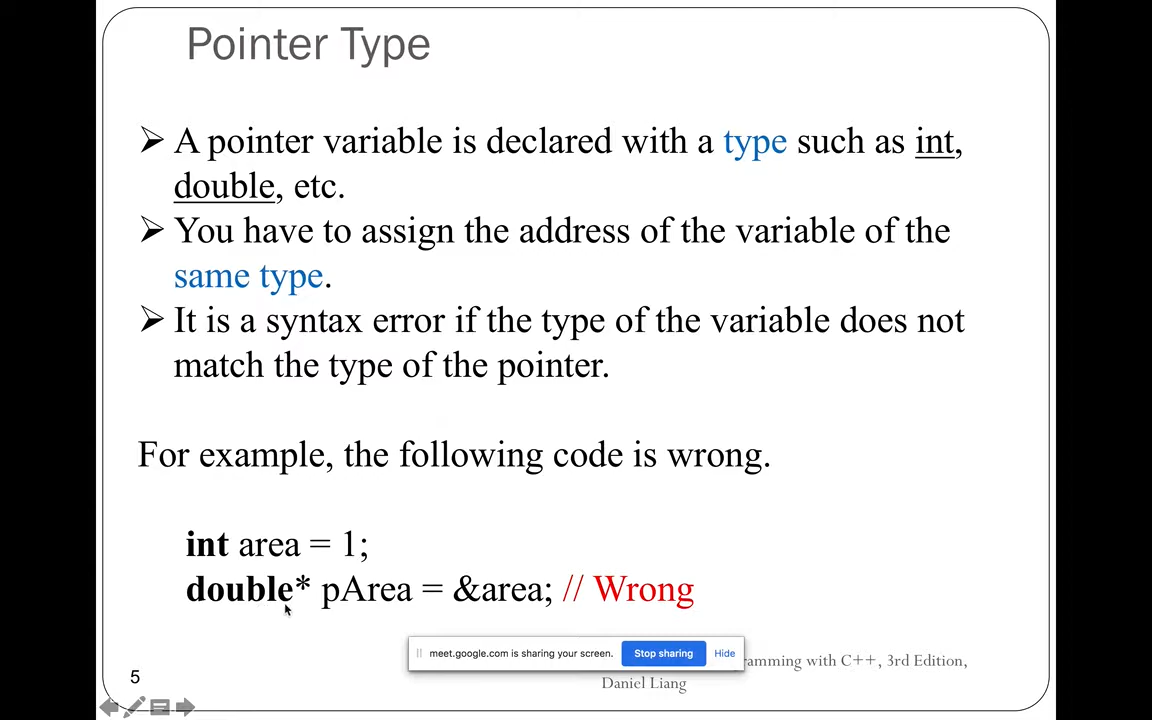 Pointer Type
➢ A pointer variable is declared with a type such as int,
double, etc.
➢ You have to assign the address of the variable of the
same type.
➢ It is a syntax error if the type of the variable does not
match the type of the pointer.
For example, the following code is wrong.
int area = 1;
double* pArea = &area; // Wrong
meet.google.com is sharing your screen. Stop sharing Hide
with C++, 3rd Edition,
Daniel Liang
5